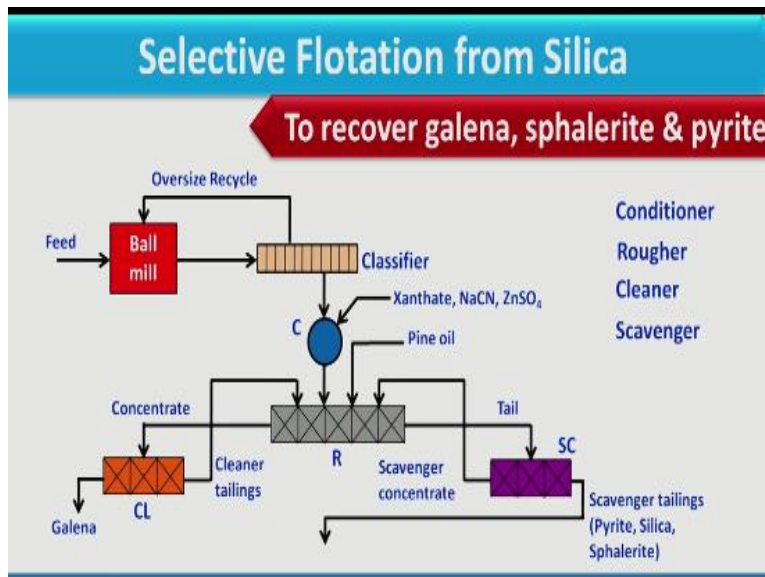 Selective Flotation from Silica
To recover galena, sphalerite & pyrite
Oversize Recycle
Feed
Ball
mill
Classifier
Conditioner
Rougher
Cleaner
Scavenger
Xanthate, NaCN, ZnSO₄
C
Pine oil
Concentrate
Tail
R
SC
Cleaner
tailings
Scavenger
concentrate
CL
Galena
Scavenger tailings
(Pyrite, Silica,
Sphalerite)